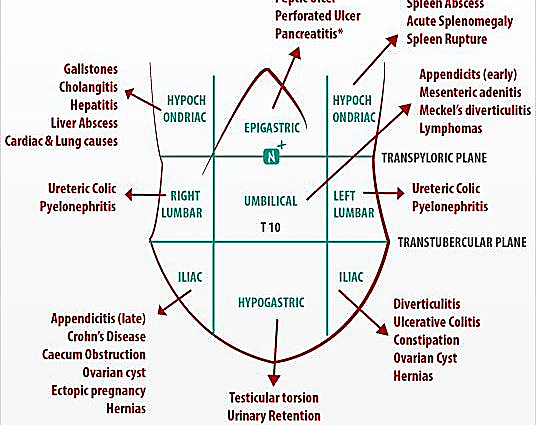 Peptic Ulcer
Perforated Ulcer
Pancreatitis*
Spleen Abscess
Acute Splenomegaly
Spleen Rupture
Gallstones
Cholangitis
Hepatitis
Liver Abscess
Cardiac & Lung causes
HYPOCH
ONDRIAC
EPIGASTRIC
HYPOCH
ONDRIAC
Appendicits (early)
Mesenteric adenitis
Meckel's diverticulitis
Lymphomas
N+
TRANSPYLORIC PLANE
Ureteric Colic
Pyelonephritis
RIGHT
LUMBAR
UMBILICAL
T 10
LEFT
LUMBAR
Ureteric Colic
Pyelonephritis
TRANSTUBERCULAR PLANE
ILIAC
HYPOGASTRIC
ILIAC
Appendicitis (late)
Crohn's Disease
Caecum Obstruction
Ovarian cyst
Ectopic pregnancy
Hernias
Diverticulitis
Ulcerative Colitis
Constipation
Ovarian Cyst
Hernias
Testicular torsion
Urinary Retention